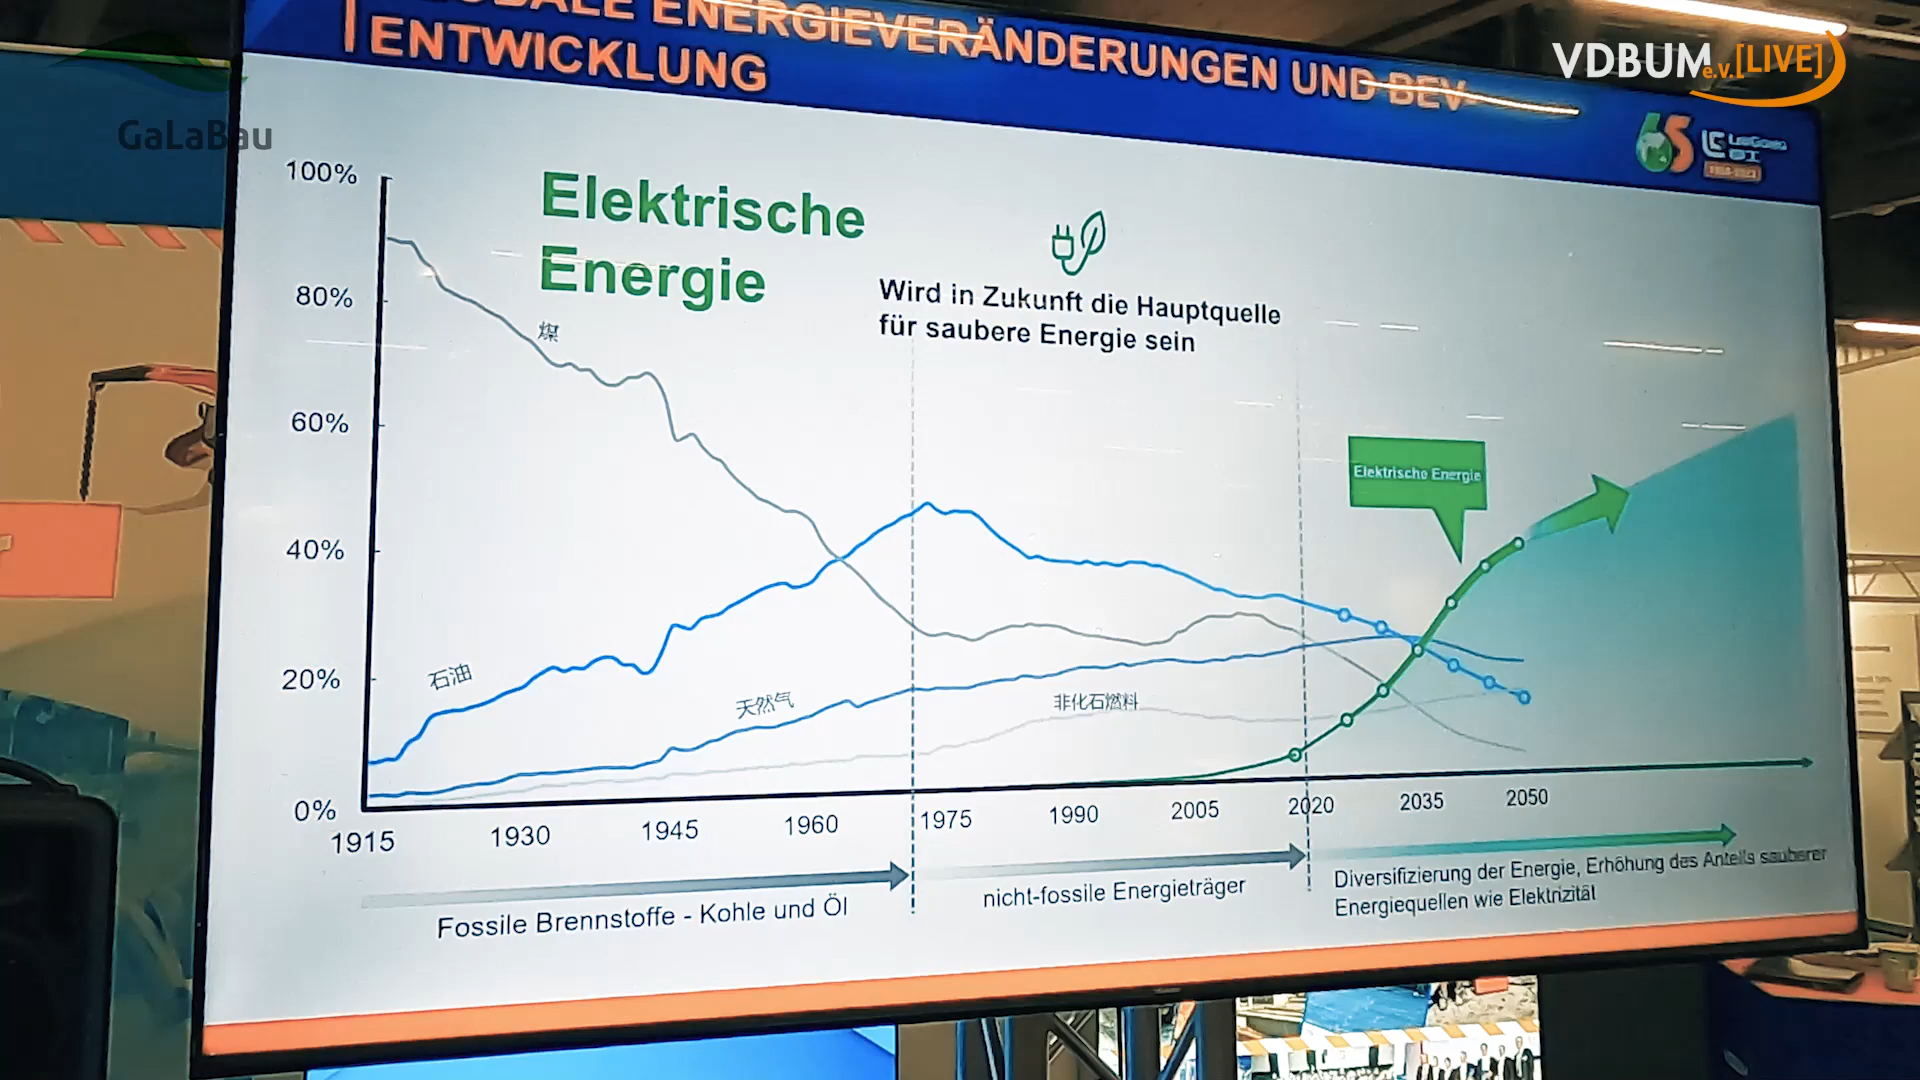 ENERGIEVERÄNDERUNGEN UND BEV-
ENTWICKLUNG
VDBUM e.V. [LIVE]
GaLaBau
65
LiuGong
100%
80%
60%
40%
20%
0%
Elektrische
Energie
Wird in Zukunft die Hauptquelle
für saubere Energie sein
煤
石油
天然气
非化石燃料
Elektrische Energie
1915
1930
1945
1960
1975
1990
2005
2020
2035
2050
Fossile Brennstoffe - Kohle und Öl
nicht-fossile Energieträger
Diversifizierung der Energie, Erhöhung des Anteils sauberer
Energiequellen wie Elektrizität